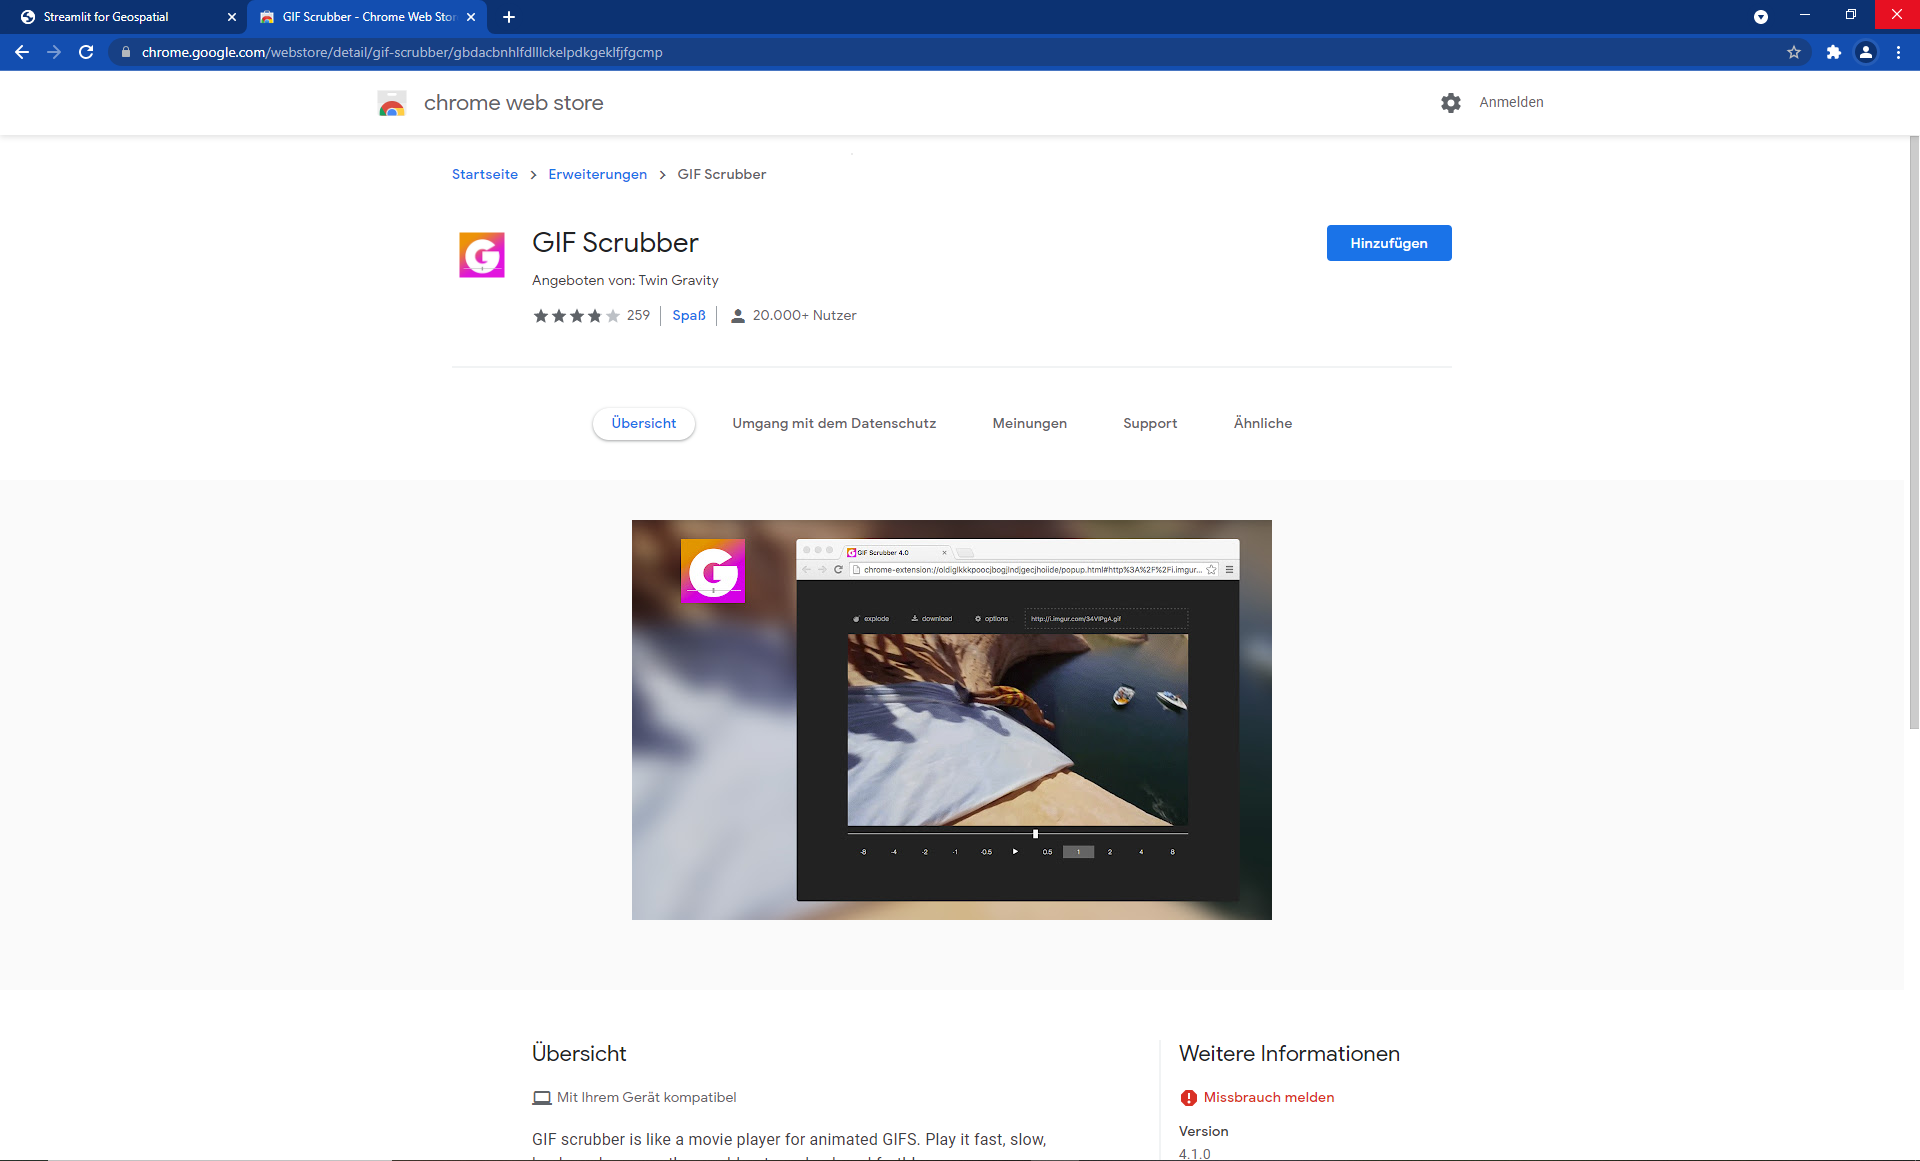 Streamlit for Geospatial
GIF Scrubber - Chrome Web Stor
chrome.google.com/webstore/detail/gif-scrubber/gbdacbnhlfdlllckelpdkgeklfjfgcmp
chrome web store
Anmelden
Startseite > Erweiterungen > GIF Scrubber
GIF Scrubber
Hinzufügen
Angeboten von: Twin Gravity
259 | Spaß | 20.000+ Nutzer
Übersicht
Umgang mit dem Datenschutz
Meinungen
Support
Ähnliche
GIF Scrubber 4.0
chrome-extension://oldiglkkkpoocjbogjlndjgecjhoiide/popup.html#http%3A%2F%2Fi.imgur...
explode download options http://i.imgur.com/34VIPgA.gif
-8 -4 -2 -1 -0.5 0.5 1 2 4 8
Übersicht
Mit Ihrem Gerät kompatibel
GIF scrubber is like a movie player for animated GIFS. Play it fast, slow,
Weitere Informationen
Missbrauch melden
Version
4.1.0